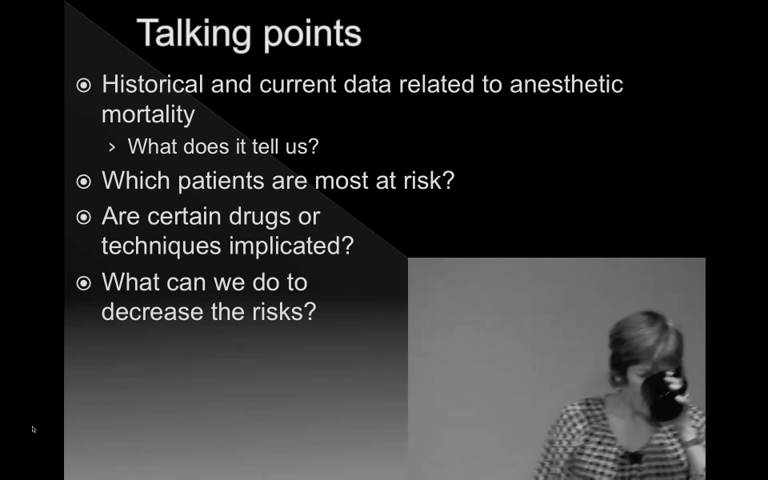 Talking points
Historical and current data related to anesthetic
mortality
What does it tell us?
Which patients are most at risk?
Are certain drugs or
techniques implicated?
What can we do to
decrease the risks?